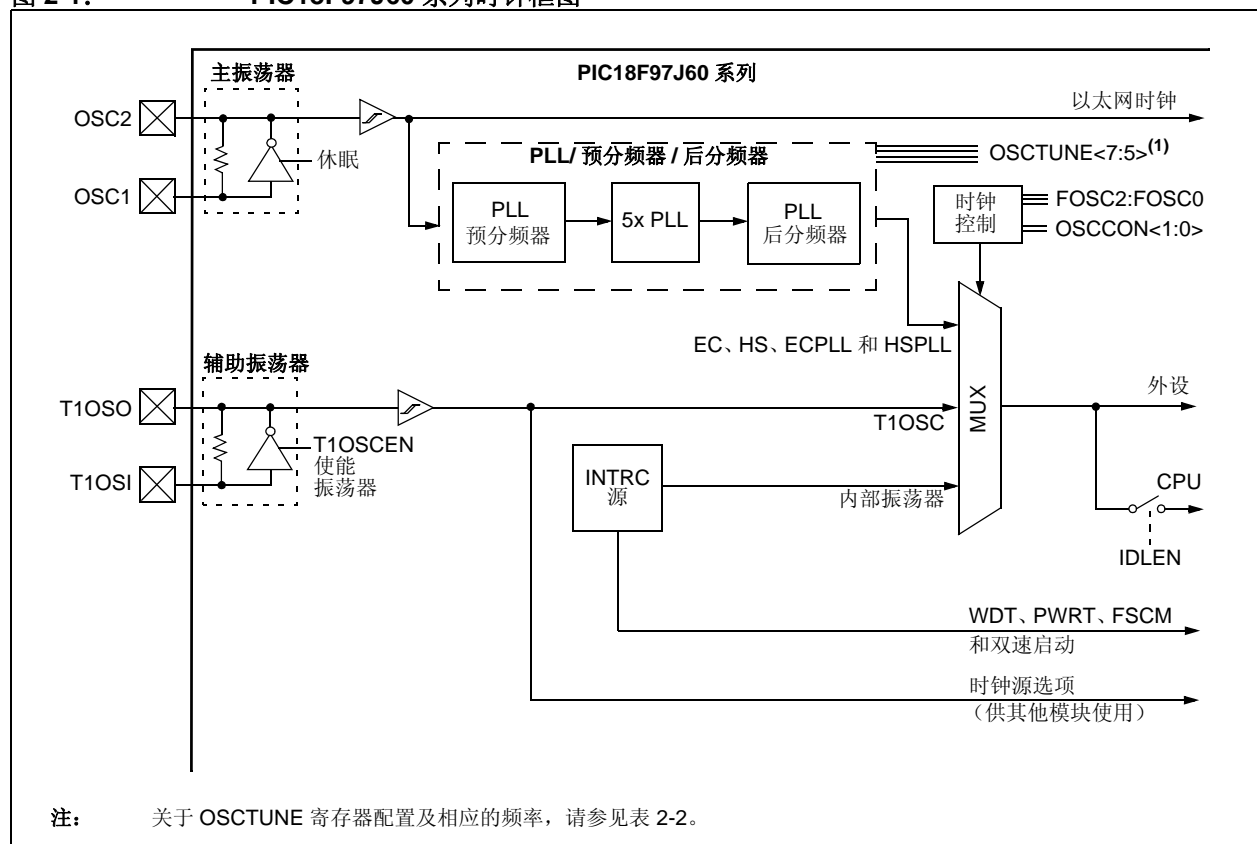 PIC18F97J60 系列
主振荡器
OSC2
OSC1
休眠
以太网时钟
PLL/ 预分频器 / 后分频器
OSCTUNE<7:5>(1)
PLL
预分频器
5x PLL
PLL
后分频器
时钟
控制
FOSC2:FOSC0
OSCCON<1:0>
EC、HS、ECPLL 和 HSPLL
辅助振荡器
T1OSO
T1OSI
T1OSCEN
使能
振荡器
T1OSC
MUX
外设
INTRC
源
内部振荡器
CPU
IDLEN
WDT、PWRT、FSCM
和双速启动
时钟源选项
（供其他模块使用）
注： 关于 OSCTUNE 寄存器配置及相应的频率，请参见表 2-2。